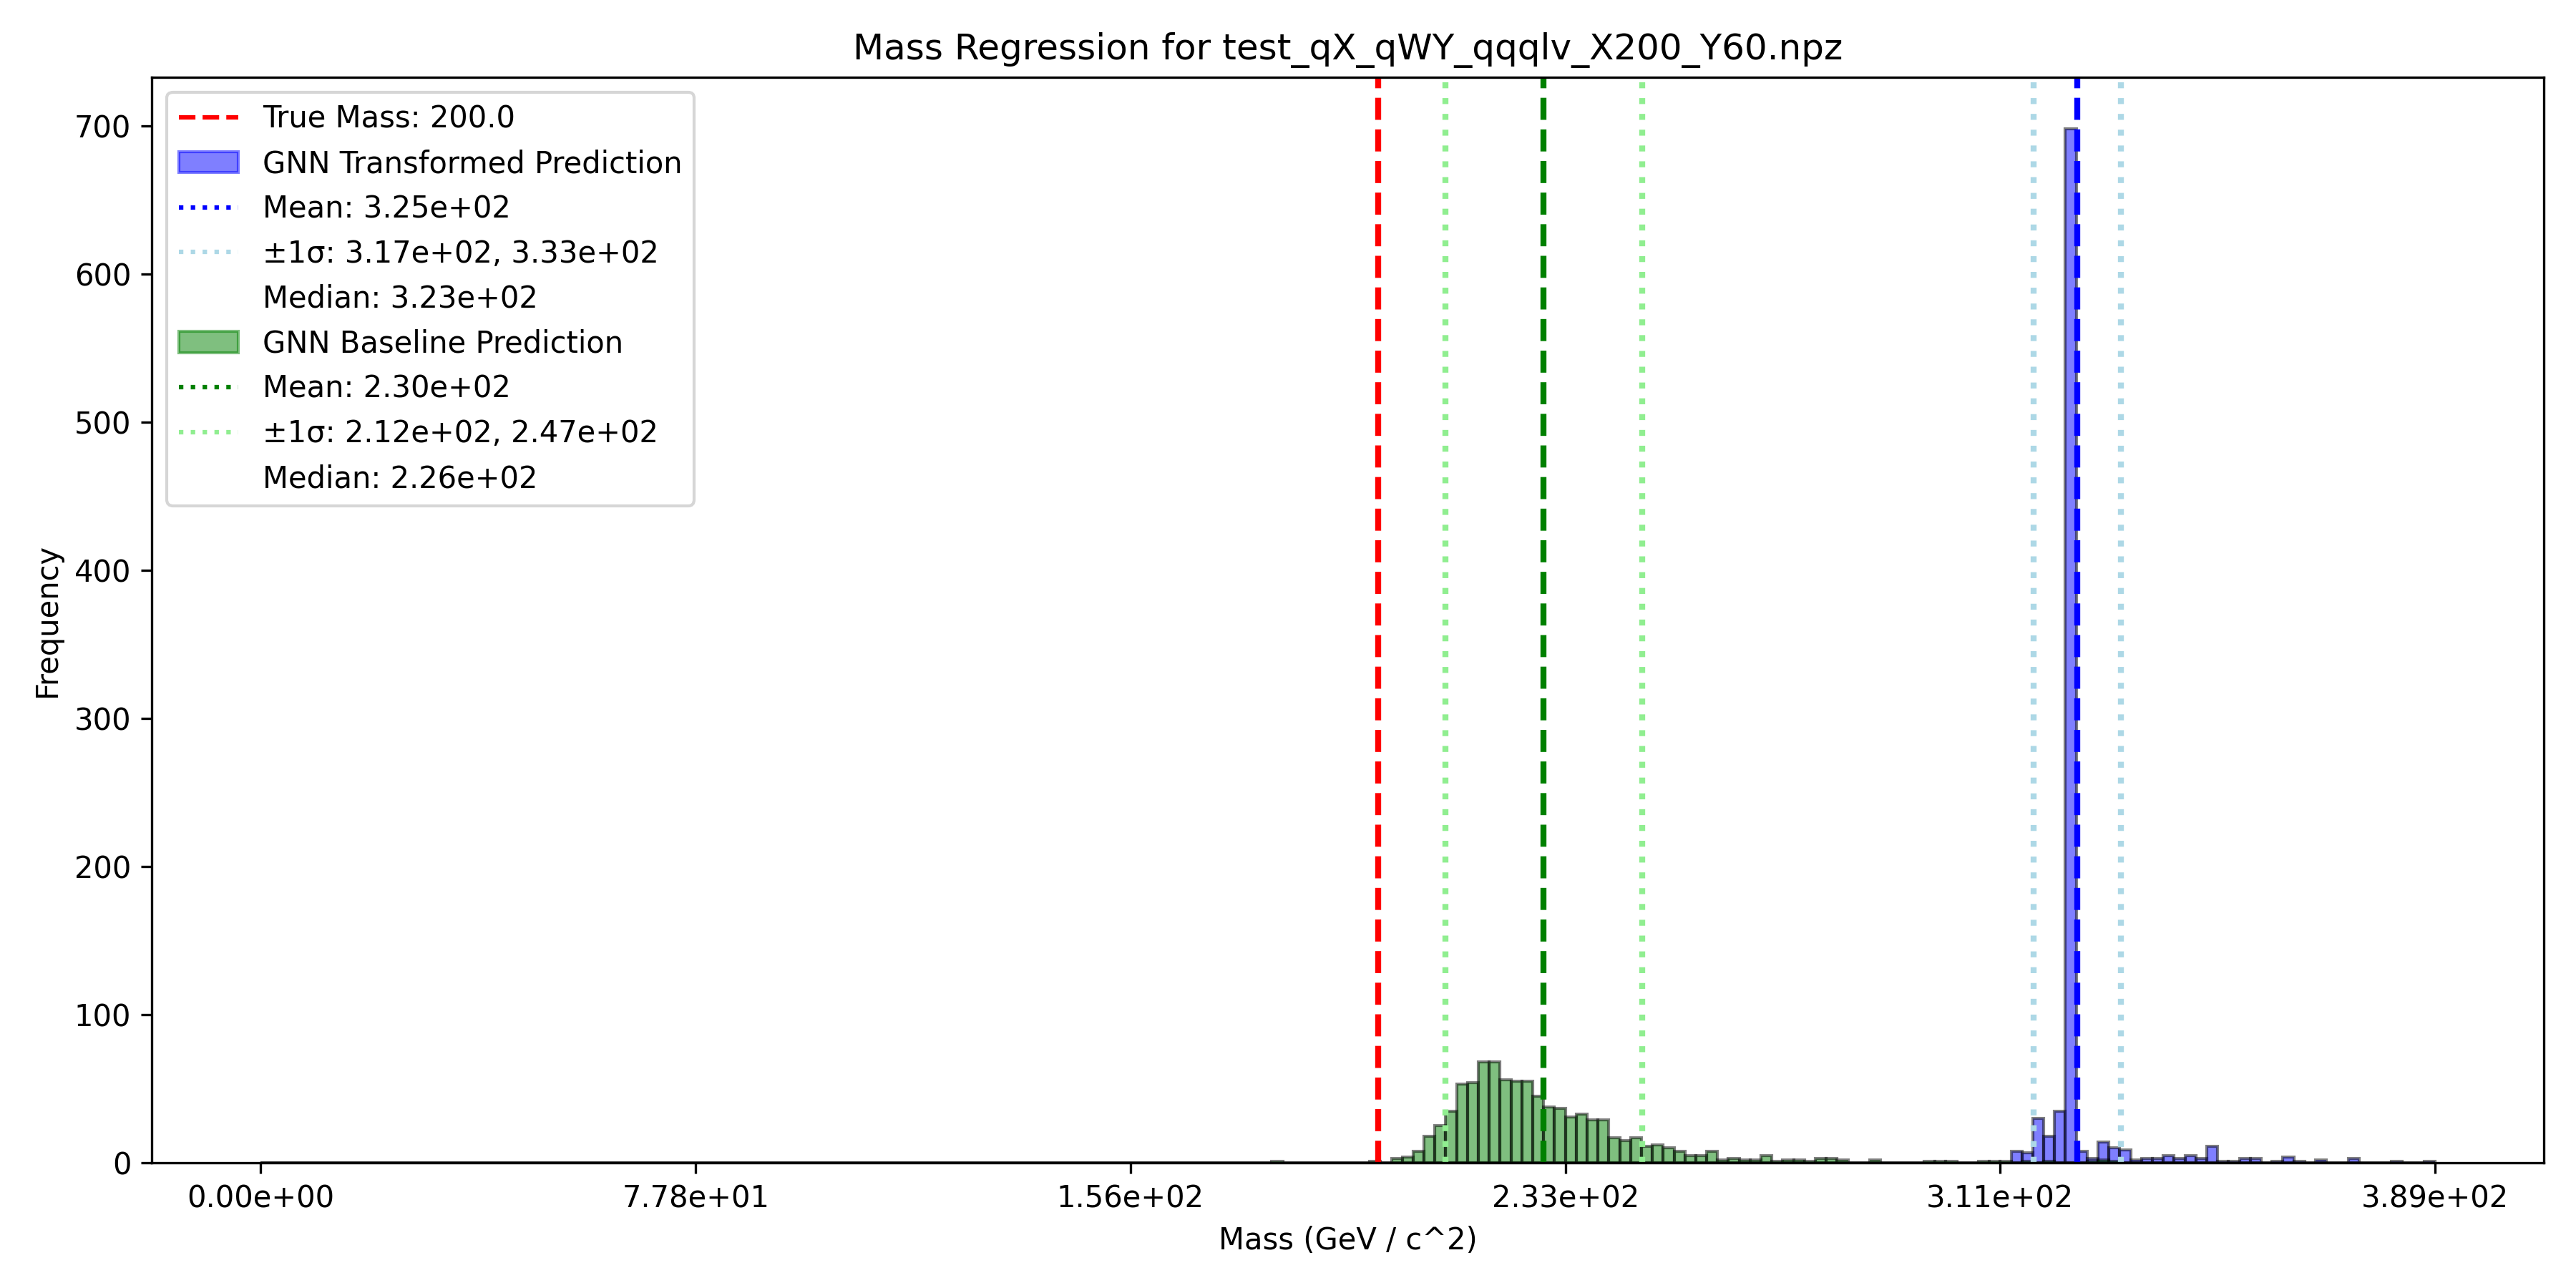 Mass Regression for test_qX_qWY_qqqlv_X200_Y60.npz
True Mass: 200.0
GNN Transformed Prediction
Mean: 3.25e+02
±1σ: 3.17e+02, 3.33e+02
Median: 3.23e+02
GNN Baseline Prediction
Mean: 2.30e+02
±1σ: 2.12e+02, 2.47e+02
Median: 2.26e+02
Frequency
700
600
500
400
300
200
100
0
0.00e+00 7.78e+01 1.56e+02 2.33e+02 3.11e+02 3.89e+02
Mass (GeV / c^2)